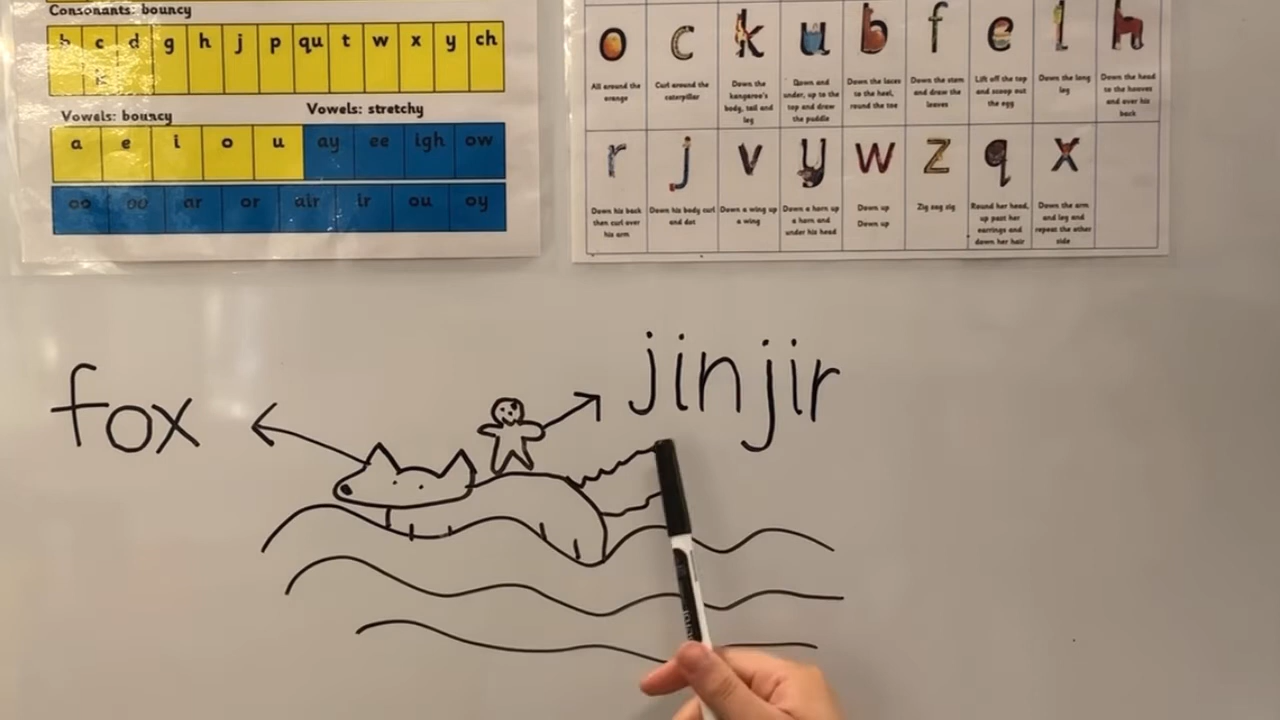 Consonants: bouncy
b c d g h j p qu t w x y ch
k
Vowels: bouncy
Vowels: stretchy
a e i o u ay ee igh ow
oo oo ar or air ir ou oy
o c k u b f e l h
All around the orange
Curl around the caterpillar
Down the kangaroo's body, tail and leg
Down and under, up to the top and draw the puddle
Down the laces to the heel, round the toe
Down the stem and draw the leaves
Lift off the top and scoop out the egg
Down the long leg
Down the head to the hooves and over his back
r j v y w z q x
Down his back then curl over his arm
Down his body curl and dot
Down a wing up a wing
Down a horn up a horn and under his head
Down up Down up
Zig zag zig
Round her head, up past her earrings and down her hair
Down the arm and leg and repeat the other side
fox
jinjir